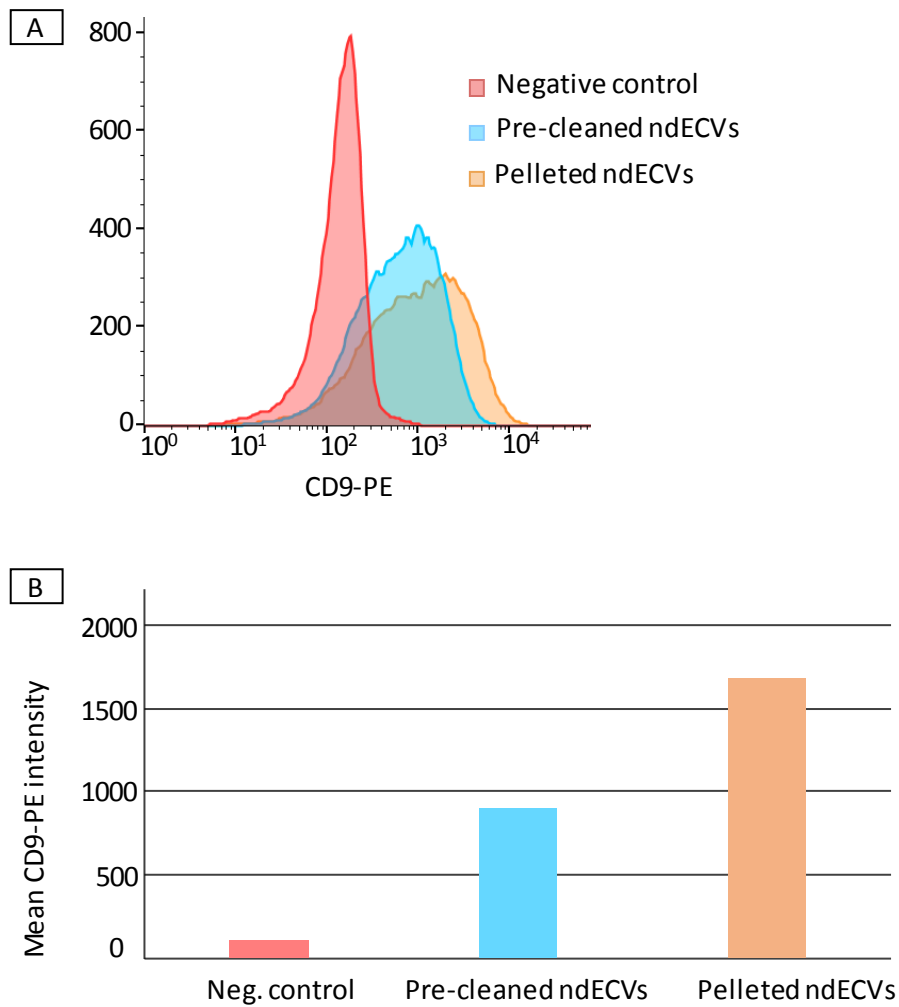 A
800
600
400
200
0
Negative control
Pre-cleaned ndECVs
Pelleted ndECVs
10⁰ 10¹ 10² 10³ 10⁴
CD9-PE
B
Mean CD9-PE intensity
2000
1500
1000
500
0
Neg. control Pre-cleaned ndECVs Pelleted ndECVs